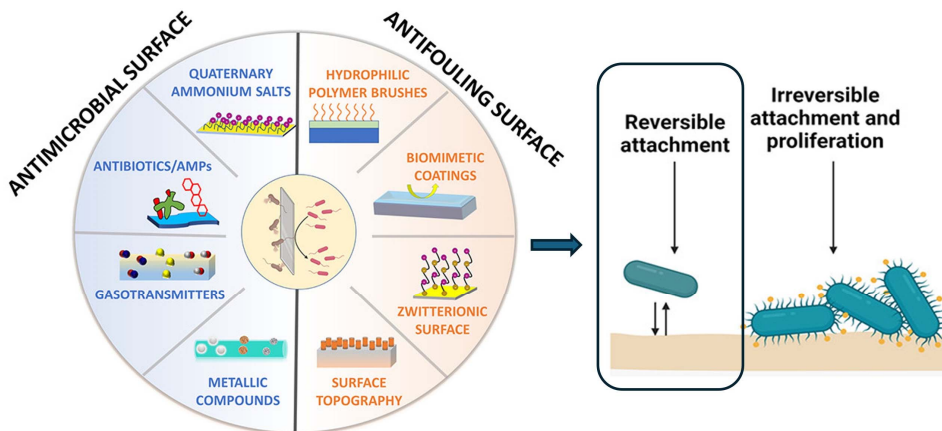 ANTIMICROBIAL SURFACE
ANTIFOULING SURFACE
QUATERNARY
AMMONIUM SALTS
HYDROPHILIC
POLYMER BRUSHES
ANTIBIOTICS/AMPs
BIOMIMETIC
COATINGS
GASOTRANSMITERS
ZWITTERIONIC
SURFACE
METALLIC
COMPOUNDS
SURFACE
TOPOGRAPHY
Reversible
attachment
Irreversible
attachment and
proliferation